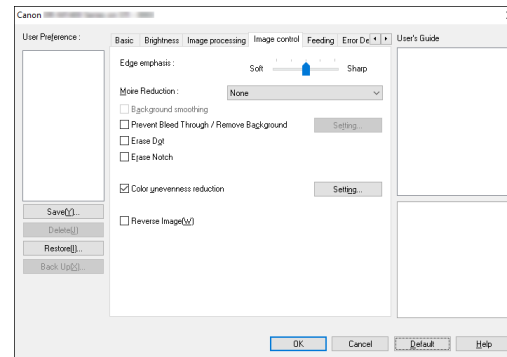 Canon
User Preference :
Basic Brightness Image processing Image control Feeding Error De
User's Guide
Edge emphasis :
Soft Sharp
Moire Reduction :
None
Background smoothing
Prevent Bleed Through / Remove Background
Setting...
Erase Dot
Erase Notch
Color unevenness reduction
Setting...
Reverse Image(W)
Save(Y)...
Delete(J)
Restore(I)...
Back Up(X)...
OK Cancel Default Help